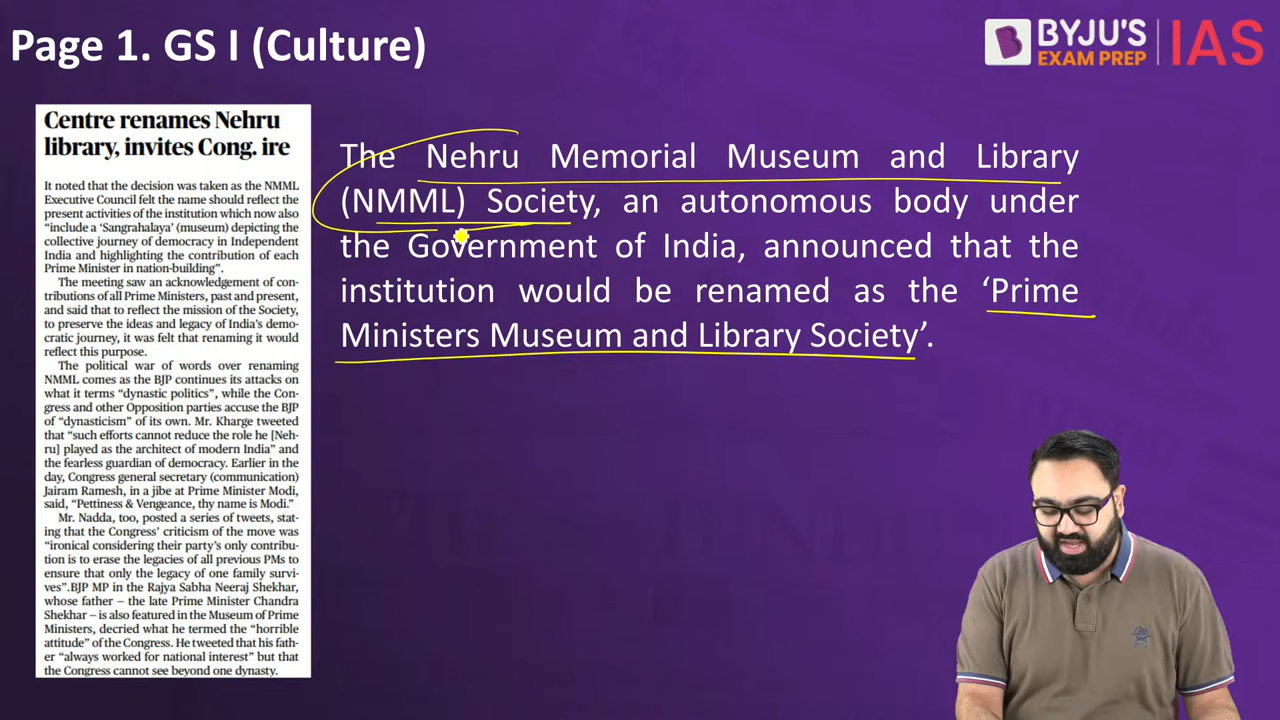 Page 1. GS I (Culture)
BYJU'S
EXAM PREP
IAS
Centre renames Nehru
library, invites Cong. ire
It noted that the decision was taken as the NMML
Executive Council felt the name should reflect the
present activities of the institution which now also
"include a 'Sangrahalaya' (museum) depicting the
collective journey of democracy in Independent
India and highlighting the contribution of each
Prime Minister in nation-building".
The meeting saw an acknowledgement of con-
tributions of all Prime Ministers, past and present,
and said that to reflect the mission of the Society,
to preserve the ideas and legacy of India's demo-
cratic journey, it was felt that renaming it would
reflect this purpose.
The political war of words over renaming
NMML comes as the BJP continues its attacks on
what it terms "dynastic politics", while the Con-
gress and other Opposition parties accuse the BJP
of "dynasticism" of its own. Mr. Kharge tweeted
that "such efforts cannot reduce the role he [Neh-
ru] played as the architect of modern India" and
the fearless guardian of democracy. Earlier in the
day, Congress general secretary (communication)
Jairam Ramesh, in a jibe at Prime Minister Modi,
said, "Pettiness & Vengeance, thy name is Modi."
Mr. Nadda, too, posted a series of tweets, stat-
ing that the Congress' criticism of the move was
"ironical considering their party's only contribu-
tion is to erase the legacies of all previous PMs to
ensure that only the legacy of one family survi-
ves".BJP MP in the Rajya Sabha Neeraj Shekhar,
whose father – the late Prime Minister Chandra
Shekhar – is also featured in the Museum of Prime
Ministers, decried what he termed the "horrible
attitude" of the Congress. He tweeted that his fath-
er "always worked for national interest" but that
the Congress cannot see beyond one dynasty.
The Nehru Memorial Museum and Library
(NMML) Society, an autonomous body under
the Government of India, announced that the
institution would be renamed as the 'Prime
Ministers Museum and Library Society'.